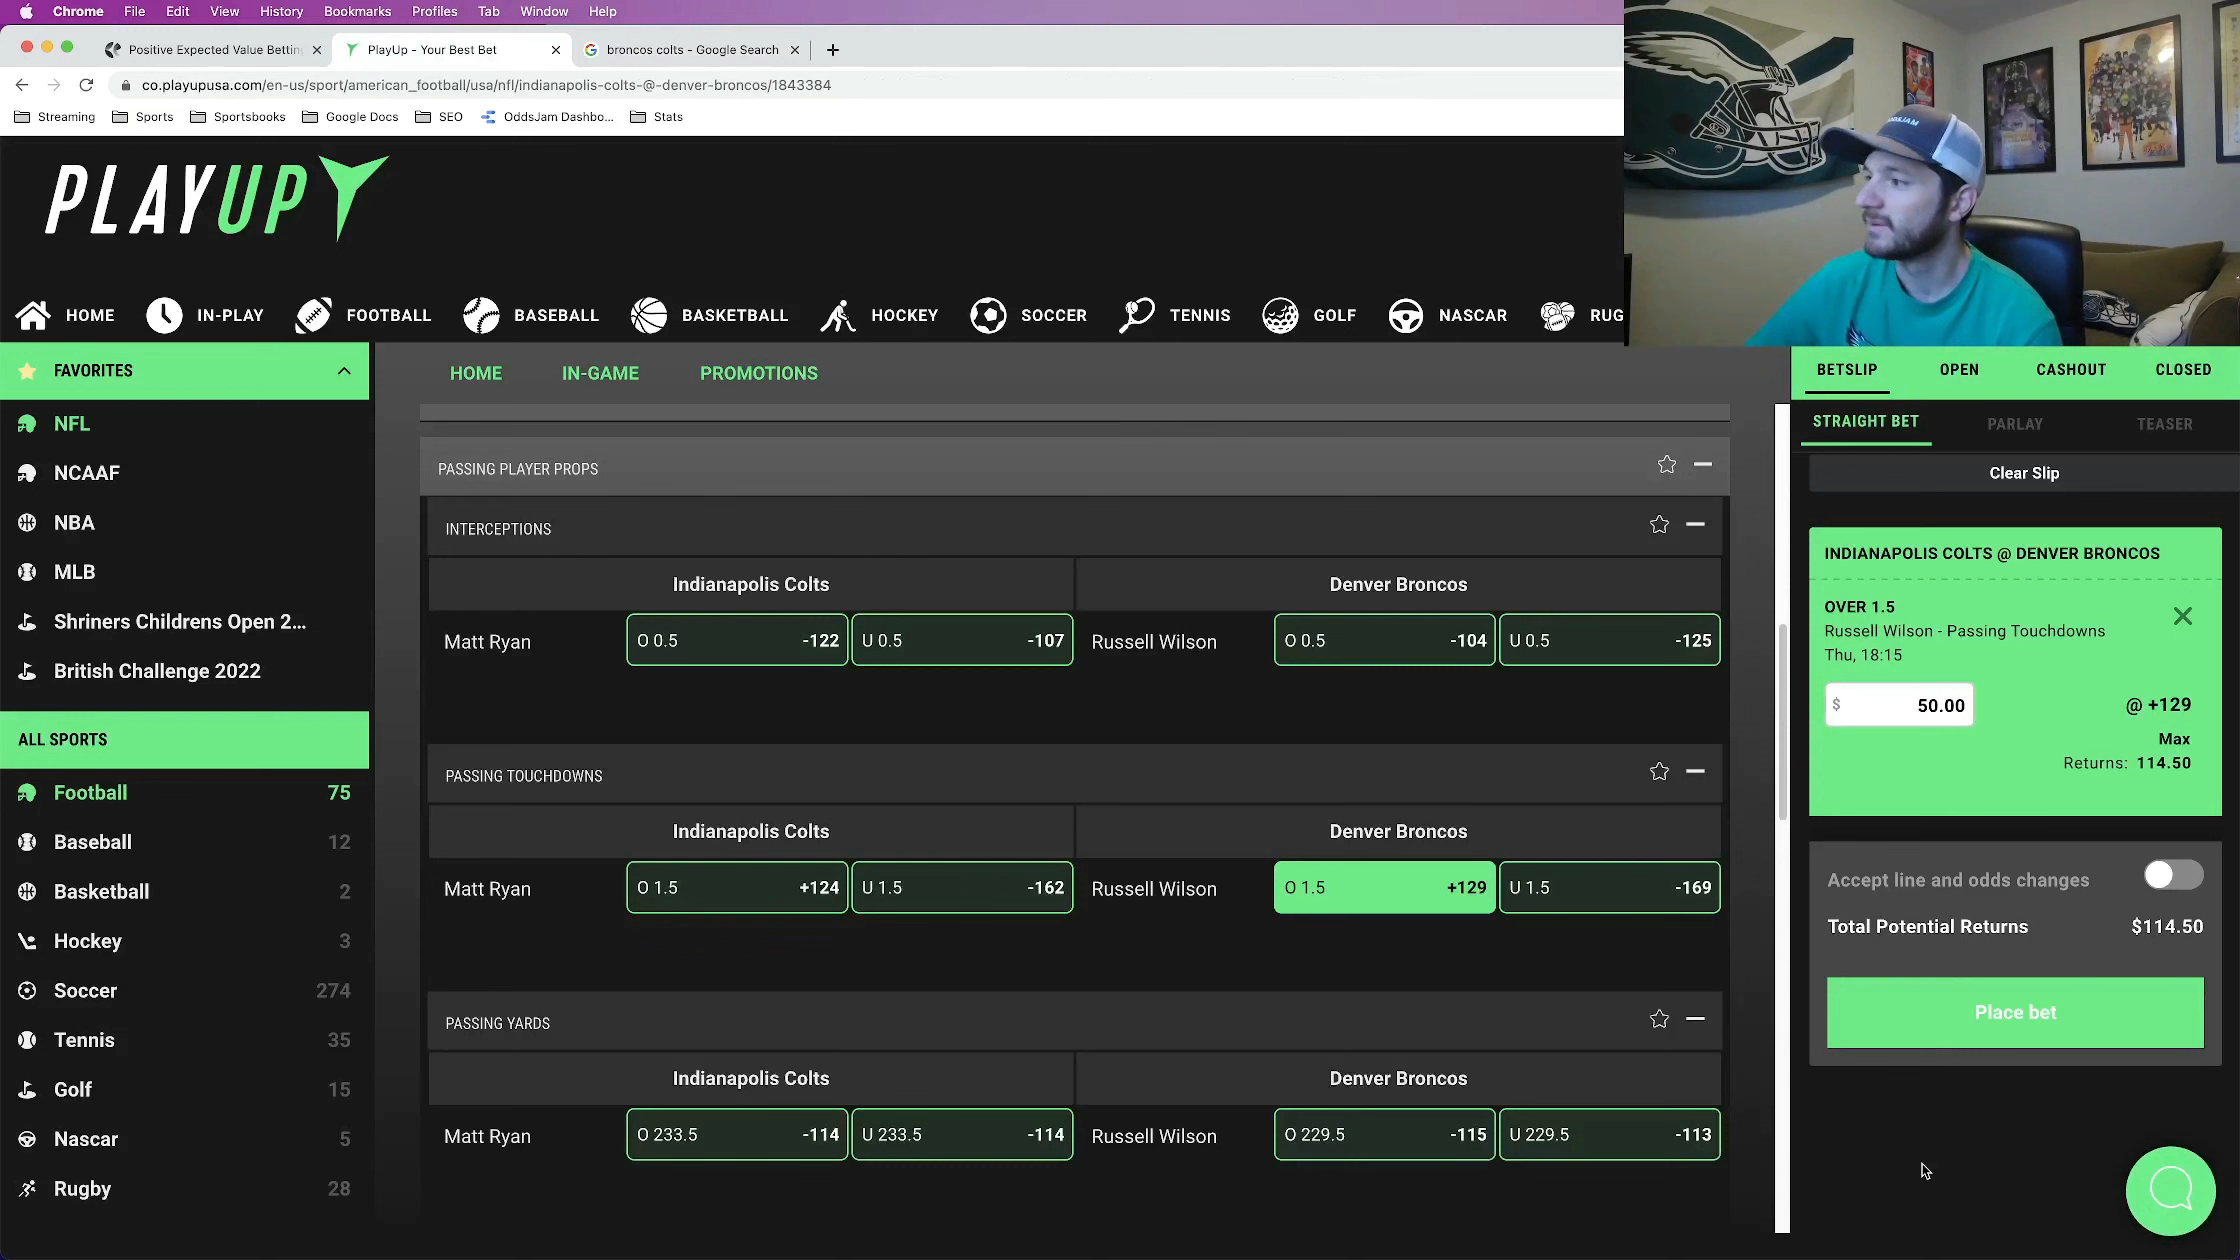 Chrome File Edit View History Bookmarks Profiles Tab Window Help
Positive Expected Value Bettin
PlayUp - Your Best Bet
broncos colts - Google Search
co.playupusa.com/en-us/sport/american_football/usa/nfl/indianapolis-colts-@-denver-broncos/1843384
Streaming Sports Sportsbooks Google Docs SEO OddsJam Dashbo... Stats
PLAYUP
HOME IN-PLAY FOOTBALL BASEBALL BASKETBALL HOCKEY SOCCER TENNIS GOLF NASCAR RUG
FAVORITES
NFL
NCAAF
NBA
MLB
Shriners Childrens Open 2...
British Challenge 2022
ALL SPORTS
Football 75
Baseball 12
Basketball 2
Hockey 3
Soccer 274
Tennis 35
Golf 15
Nascar 5
Rugby 28
HOME IN-GAME PROMOTIONS
PASSING PLAYER PROPS
INTERCEPTIONS
Indianapolis Colts Denver Broncos
Matt Ryan O 0.5 -122 U 0.5 -107 Russell Wilson O 0.5 -104 U 0.5 -125
PASSING TOUCHDOWNS
Indianapolis Colts Denver Broncos
Matt Ryan O 1.5 +124 U 1.5 -162 Russell Wilson O 1.5 +129 U 1.5 -169
PASSING YARDS
Indianapolis Colts Denver Broncos
Matt Ryan O 233.5 -114 U 233.5 -114 Russell Wilson O 229.5 -115 U 229.5 -113
BETSLIP OPEN CASHOUT CLOSED
STRAIGHT BET PARLAY TEASER
Clear Slip
INDIANAPOLIS COLTS @ DENVER BRONCOS
OVER 1.5
Russell Wilson - Passing Touchdowns
Thu, 18:15
$ 50.00 @ +129
Max
Returns: 114.50
Accept line and odds changes
Total Potential Returns $114.50
Place bet